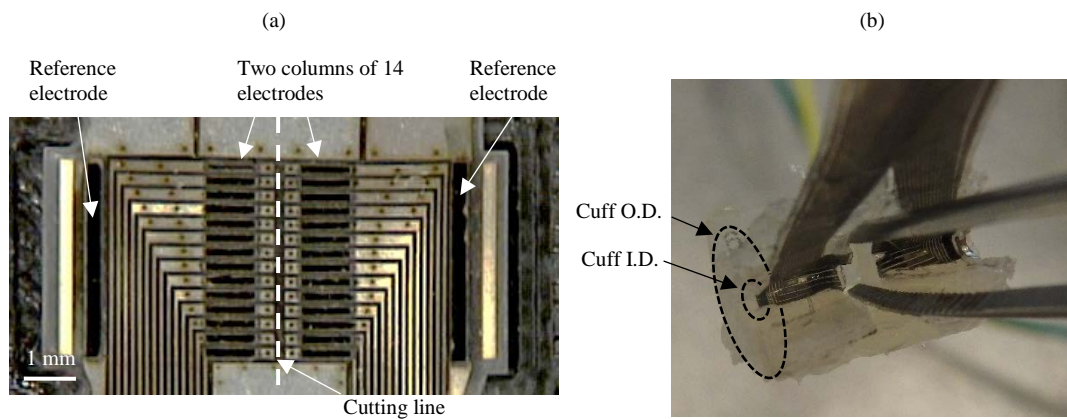 (a)
(b)
Reference
electrode
Two columns of 14
electrodes
Reference
electrode
Cuff O.D.
Cuff I.D.
1 mm
Cutting line